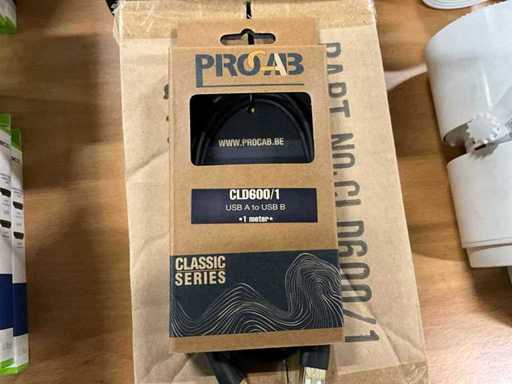 PROCAB
WWW.PROCAB.BE
CLD600/1
USB A to USB B
•1 meter•
CLASSIC
SERIES
PART NO.CLD600/1